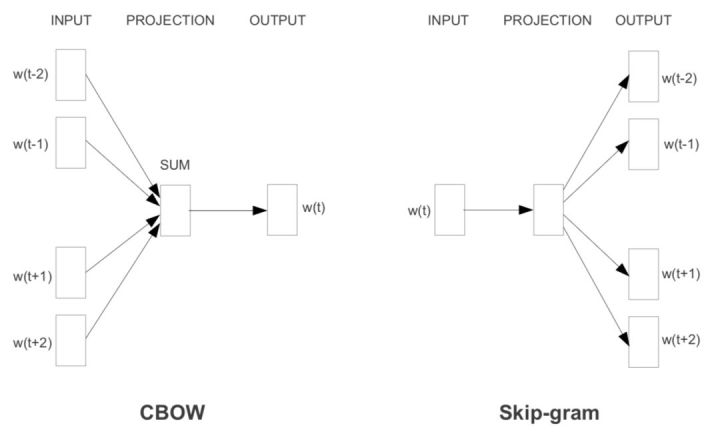 INPUT PROJECTION OUTPUT
w(t-2)
w(t-1)
SUM
w(t)
w(t+1)
w(t+2)
CBOW
INPUT PROJECTION OUTPUT
w(t-2)
w(t-1)
w(t)
w(t+1)
w(t+2)
Skip-gram